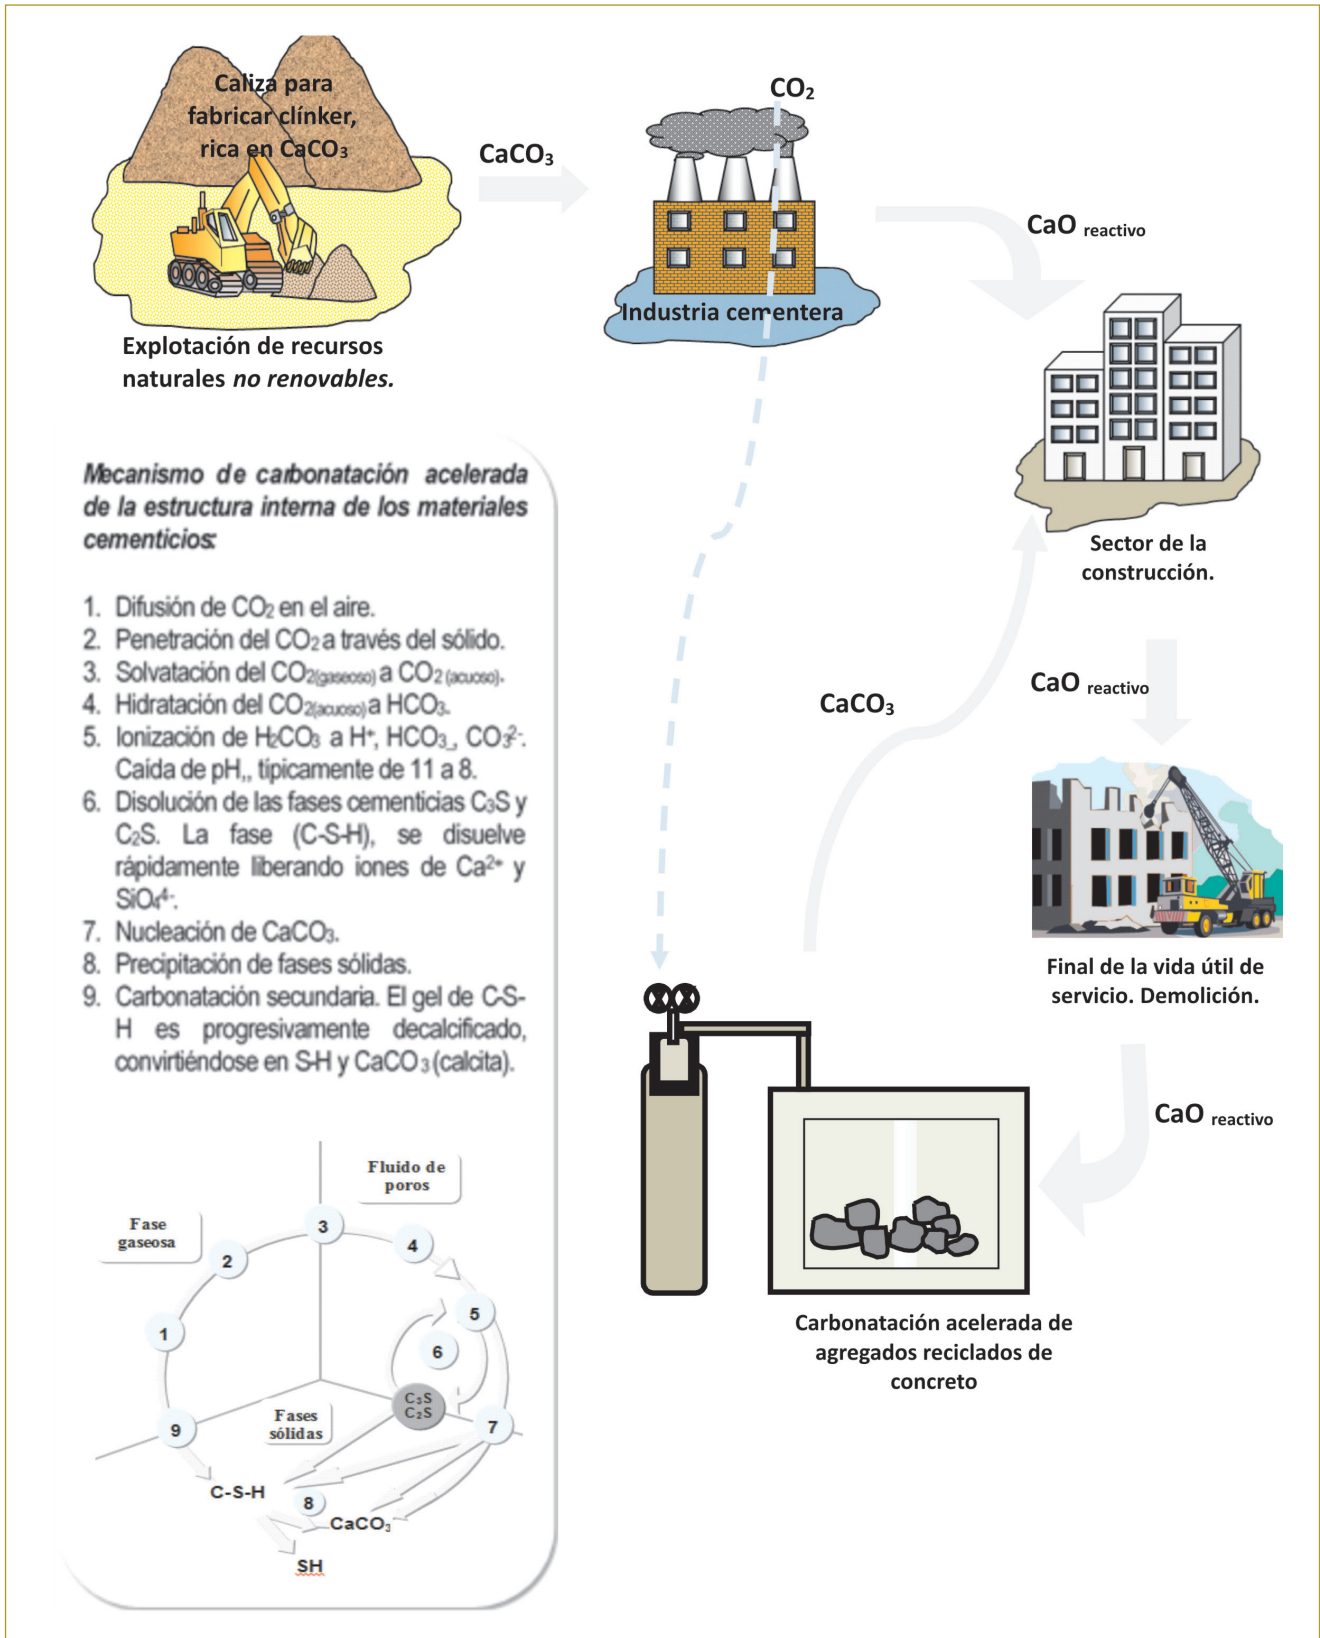 Caliza para
fabricar clínker,
rica en CaCO₃
CaCO₃
CO₂
Industria cementera
CaO reactivo
Explotación de recursos
naturales no renovables.
Sector de la
construcción.
CaO reactivo
CaCO₃
Final de la vida útil de
servicio. Demolición.
CaO reactivo
Carbonatación acelerada de
agregados reciclados de
concreto
Mecanismo de carbonatación acelerada
de la estructura interna de los materiales
cementicios:
1. Difusión de CO₂ en el aire.
2. Penetración del CO₂ a través del sólido.
3. Solvatación del CO₂(gaseoso) a CO₂ (acuoso).
4. Hidratación del CO₂(acuoso) a HCO₃.
5. Ionización de H₂CO₃ a H⁺, HCO₃_, CO₃²⁻.
Caída de pH,, típicamente de 11 a 8.
6. Disolución de las fases cementicias C₃S y
C₂S. La fase (C-S-H), se disuelve
rápidamente liberando iones de Ca²⁺ y
SiO₄⁴⁻.
7. Nucleación de CaCO₃.
8. Precipitación de fases sólidas.
9. Carbonatación secundaria. El gel de C-S-
H es progresivamente decalcificado,
convirtiéndose en S-H y CaCO₃ (calcita).
Fluido de
poros
Fase
gaseosa
3
4
2
5
1
6
C₃S
C₂S
Fases
sólidas
9
7
C-S-H
8
CaCO₃
SH